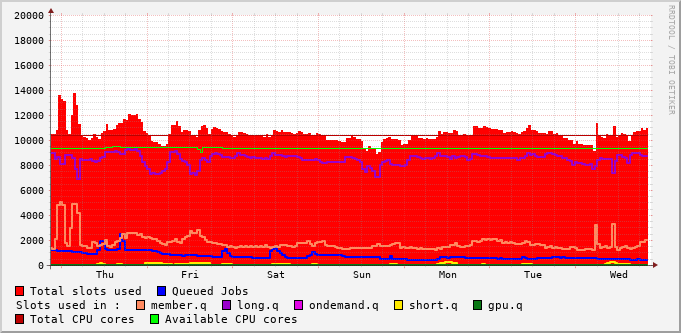 20000
18000
16000
14000
12000
10000
8000
6000
4000
2000
0
Thu Fri Sat Sun Mon Tue Wed
RRDTOOL / TOBI OETIKER
Total slots used Queued Jobs
Slots used in : member.q long.q ondemand.q short.q gpu.q
Total CPU cores Available CPU cores